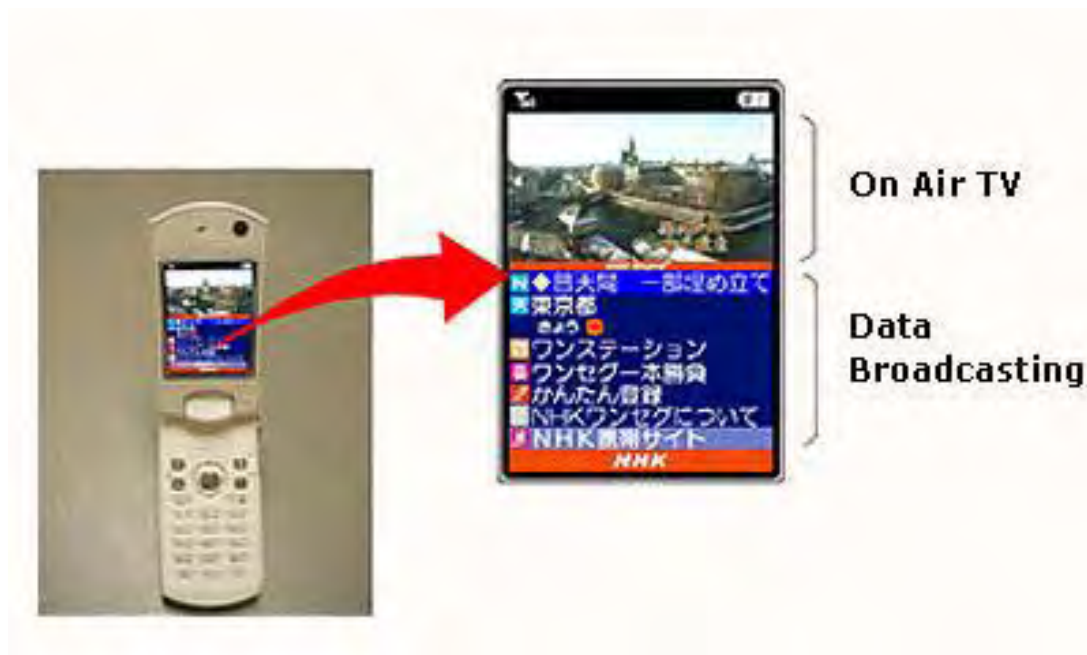 On Air TV
一部埋め立て
東京都
きょう
ワンステーション
ワンセグ一本勝負
かんたん登録
NHKワンセグについて
NHK携帯サイト
NHK
Data
Broadcasting